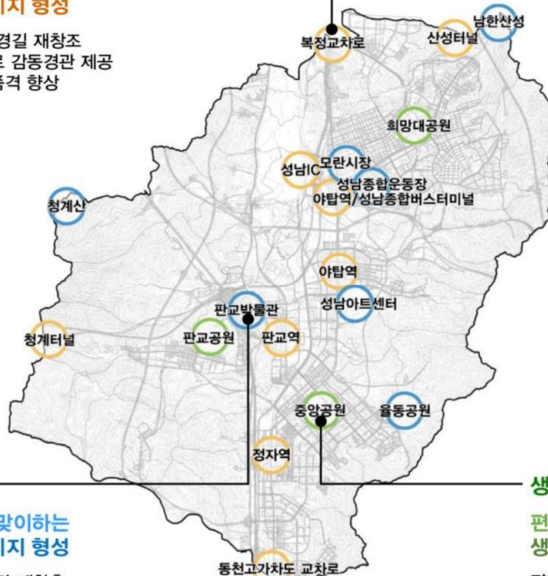 지 형성
경길 재창조
로 감동경관 제공
품격 향상
남한산성
산성터널
복정교차로
희망대공원
모란시장
성남IC
성남종합운동장
야탑역/성남종합버스터미널
청계산
야탑역
성남아트센터
판교박물관
판교공원
판교역
청계터널
중앙공원
율동공원
정자역
생
맞이하는
지 형성
편
생
동천고가차도 교차로